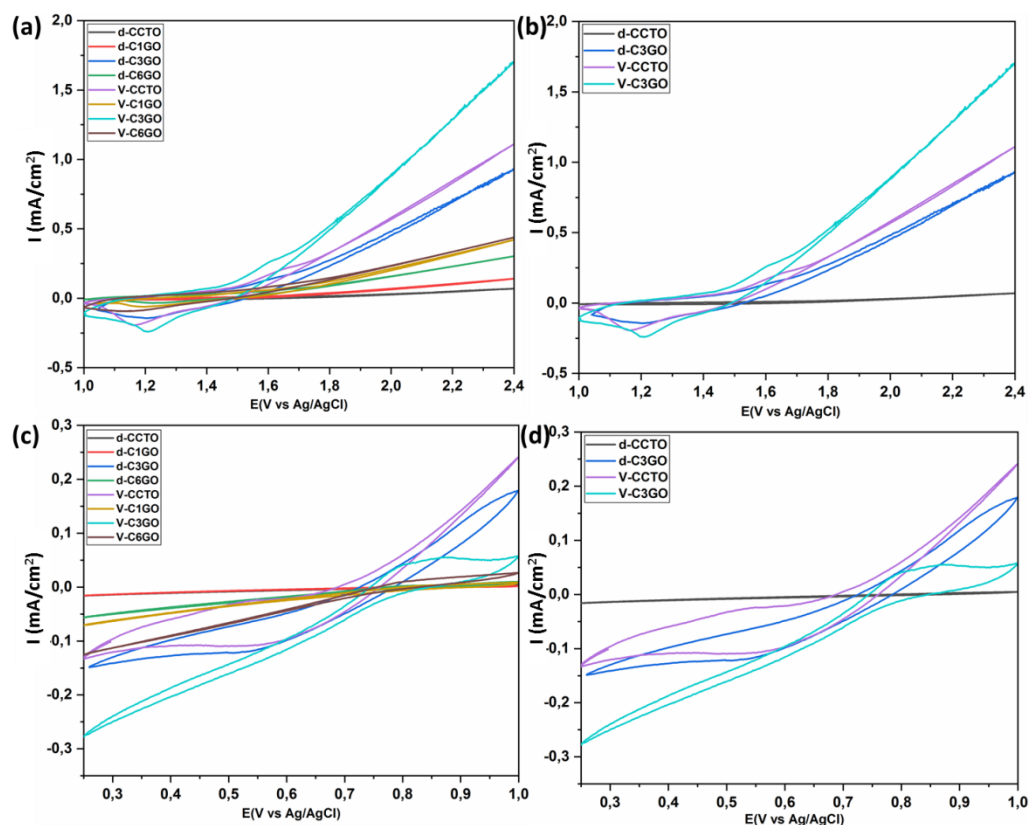 (a)
d-CCTO
d-C1GO
d-C3GO
d-C6GO
V-CCTO
V-C1GO
V-C3GO
V-C6GO
2,0
1,5
1,0
0,5
0,0
-0,5
I (mA/cm²)
1,0 1,2 1,4 1,6 1,8 2,0 2,2 2,4
E(V vs Ag/AgCl)
(b)
d-CCTO
d-C3GO
V-CCTO
V-C3GO
2,0
1,5
1,0
0,5
0,0
-0,5
I (mA/cm²)
1,0 1,2 1,4 1,6 1,8 2,0 2,2 2,4
E(V vs Ag/AgCl)
(c)
d-CCTO
d-C1GO
d-C3GO
d-C6GO
V-CCTO
V-C1GO
V-C3GO
V-C6GO
0,3
0,2
0,1
0,0
-0,1
-0,2
-0,3
I (mA/cm²)
0,3 0,4 0,5 0,6 0,7 0,8 0,9 1,0
E(V vs Ag/AgCl)
(d)
d-CCTO
d-C3GO
V-CCTO
V-C3GO
0,3
0,2
0,1
0,0
-0,1
-0,2
-0,3
I (mA/cm²)
0,3 0,4 0,5 0,6 0,7 0,8 0,9 1,0
E(V vs Ag/AgCl)